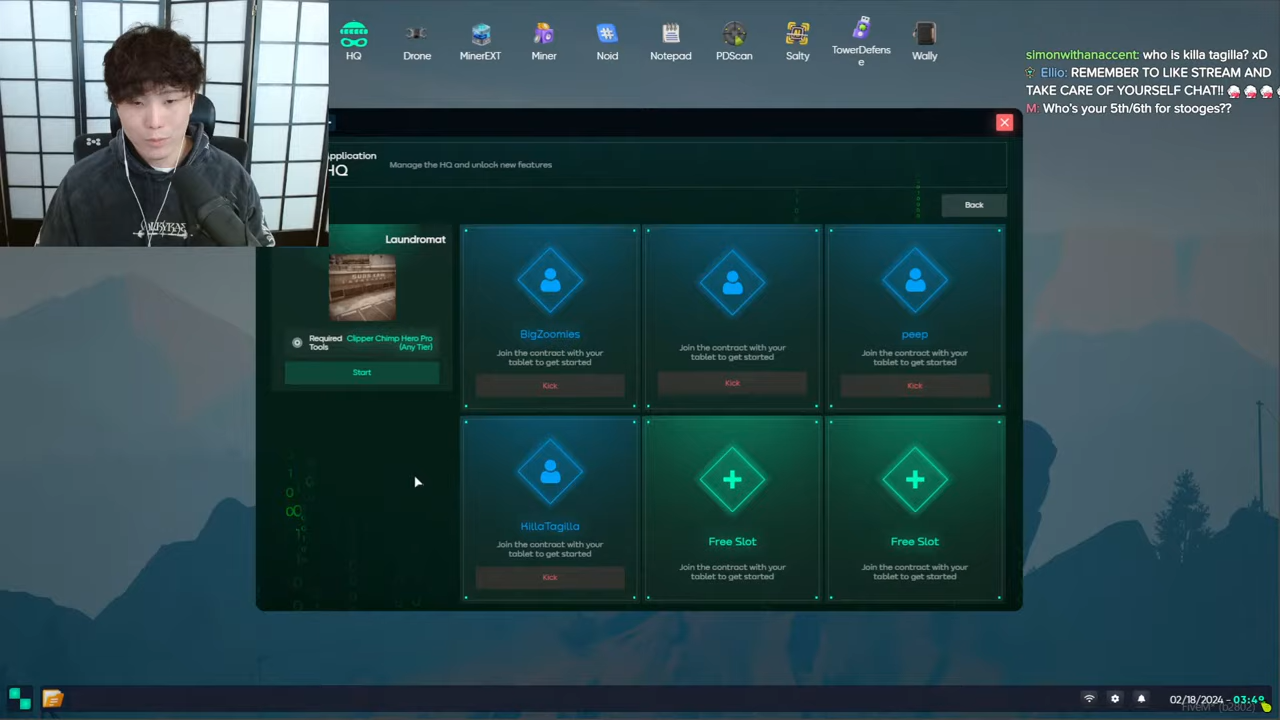 HQ
Drone
MinerEXT
Miner
Noid
Notepad
PDScan
Salty
TowerDefens
e
Wally
simonwithanaccent: who is killa tagilla? xD
Ellio: REMEMBER TO LIKE STREAM AND
TAKE CARE OF YOURSELF CHAT!!
M: Who's your 5th/6th for stooges??
pplication
HQ
Manage the HQ and unlock new features
Back
Laundromat
Required Tools
Clipper Chimp Hero Pro
(Any Tier)
Start
BigZoomies
Join the contract with your
tablet to get started
Kick
Join the contract with your
tablet to get started
Kick
peep
Join the contract with your
tablet to get started
Kick
KillaTagilla
Join the contract with your
tablet to get started
Kick
Free Slot
Join the contract with your
tablet to get started
Free Slot
Join the contract with your
tablet to get started
02/18/2024 - 03:4
FiveM® (b2802)